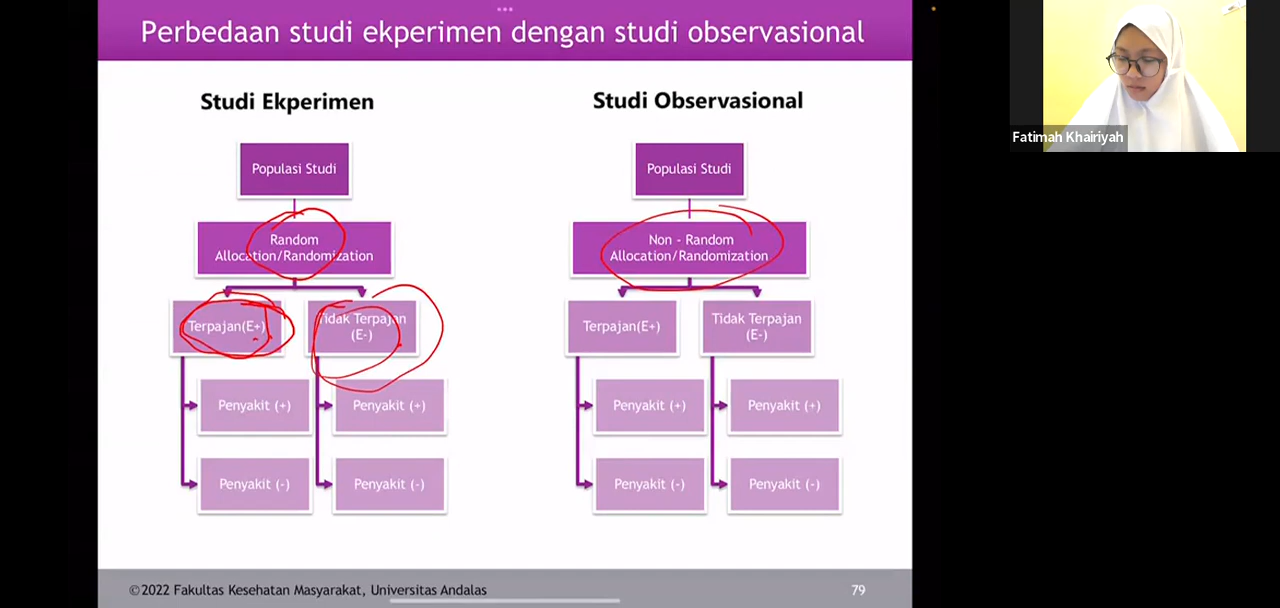 Perbedaan studi ekperimen dengan studi observasional
Studi Ekperimen
Populasi Studi
Random
Allocation/Randomization
Terpajan(E+)
Tidak Terpajan
(E-)
Penyakit (+)
Penyakit (+)
Penyakit (-)
Penyakit (-)
Studi Observasional
Populasi Studi
Non - Random
Allocation/Randomization
Terpajan(E+)
Tidak Terpajan
(E-)
Penyakit (+)
Penyakit (+)
Penyakit (-)
Penyakit (-)
©2022 Fakultas Kesehatan Masyarakat, Universitas Andalas
79
Fatimah Khairiyah